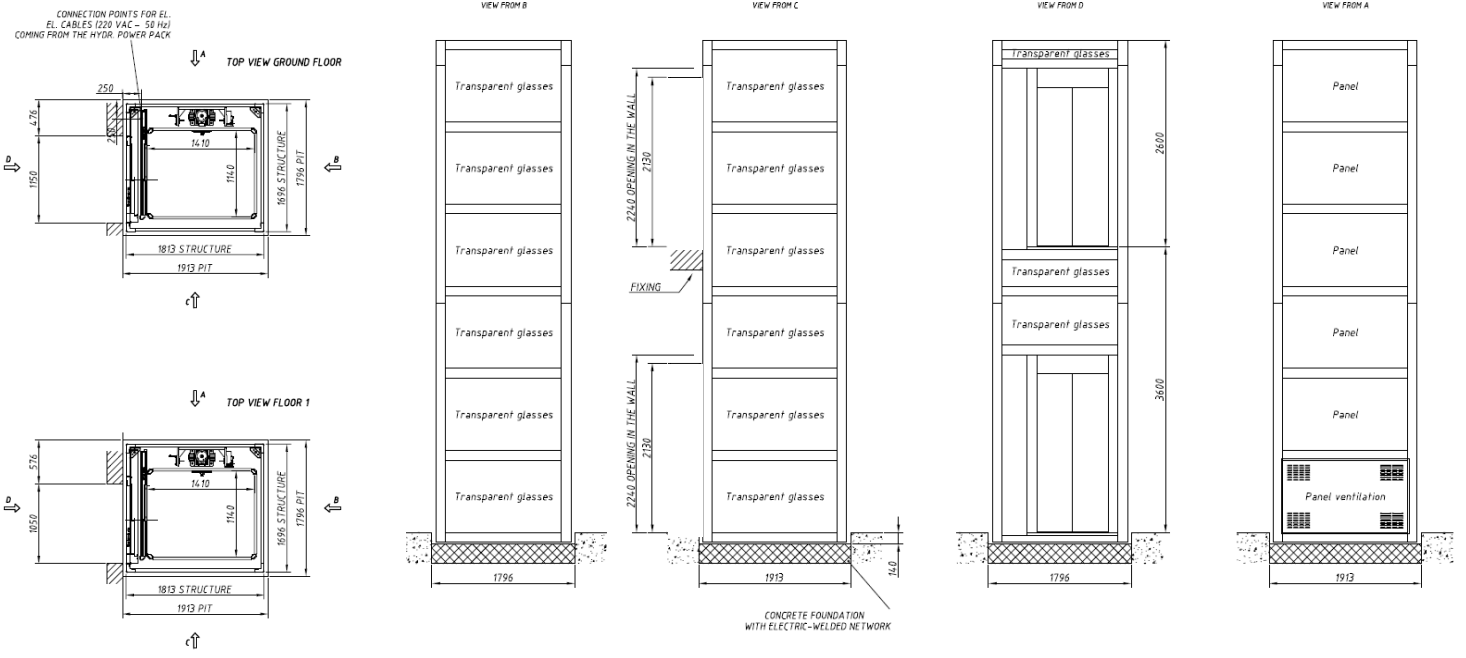 CONNECTION POINTS FOR EL.
EL. CABLES (220 VAC - 50 Hz)
COMING FROM THE HYDR. POWER PACK
A
TOP VIEW GROUND FLOOR
250
476
250
1410
1140
1150
D
B
1696 STRUCTURE
1796 PIT
1813 STRUCTURE
1913 PIT
C
A
TOP VIEW FLOOR 1
576
1410
1140
1050
D
B
1696 STRUCTURE
1796 PIT
1813 STRUCTURE
1913 PIT
C
VIEW FROM B
Transparent glasses
Transparent glasses
Transparent glasses
Transparent glasses
Transparent glasses
Transparent glasses
1796
VIEW FROM C
2240 OPENING IN THE WALL
2130
FIXING
2240 OPENING IN THE WALL
2130
Transparent glasses
Transparent glasses
Transparent glasses
Transparent glasses
Transparent glasses
Transparent glasses
140
1913
CONCRETE FOUNDATION
WITH ELECTRIC-WELDED NETWORK
VIEW FROM D
Transparent glasses
2600
Transparent glasses
Transparent glasses
3600
1796
VIEW FROM A
Panel
Panel
Panel
Panel
Panel
Panel ventilation
1913